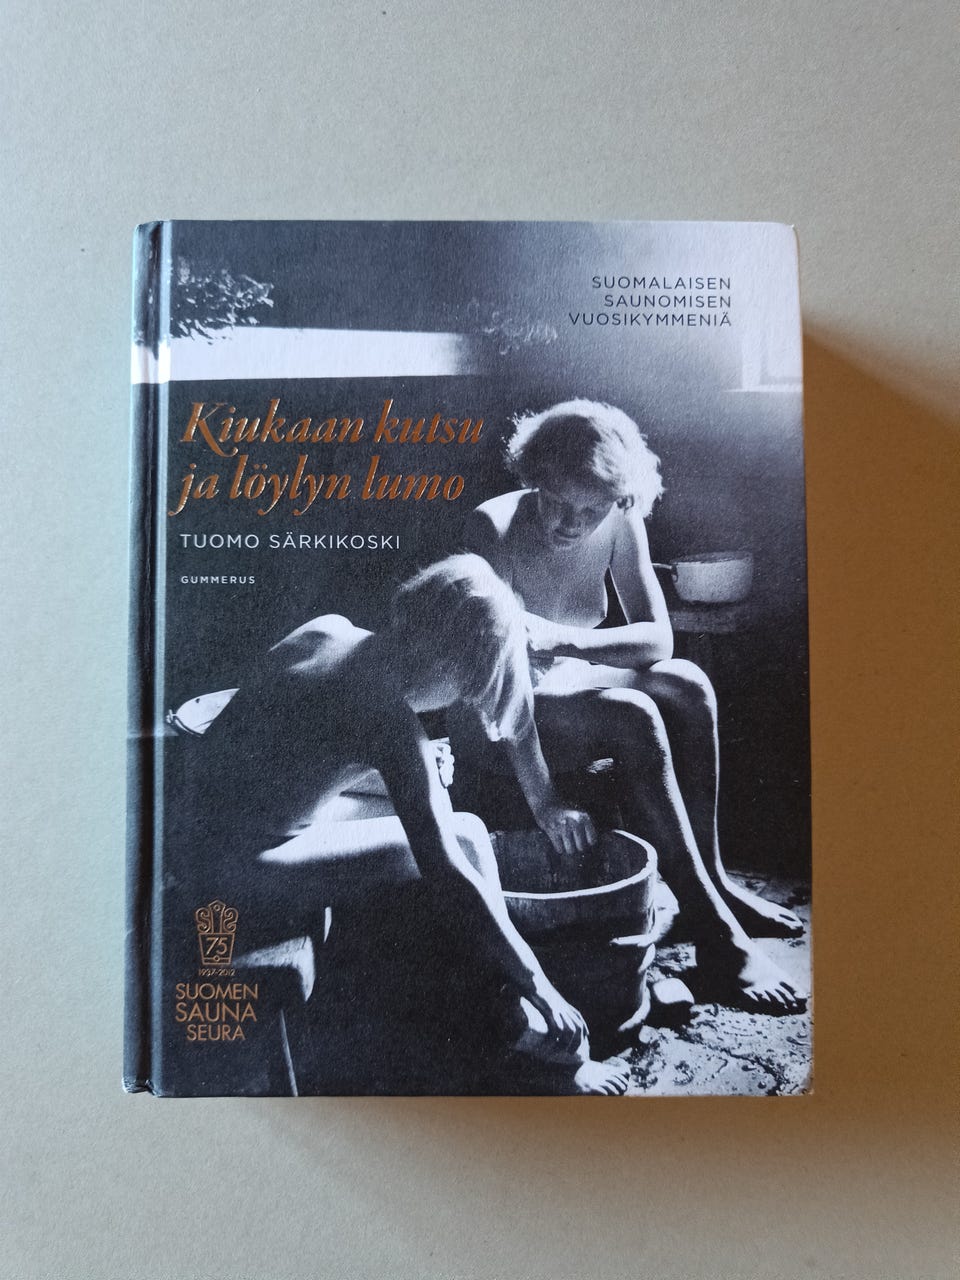 SUOMALAISEN
SAUNOMISEN
VUOSIKYMMENIÄ
Kiukaan kutsu
ja löylyn lumo
TUOMO SÄRKIKOSKI
GUMMERUS
75
1937-2012
SUOMEN
SAUNA
SEURA